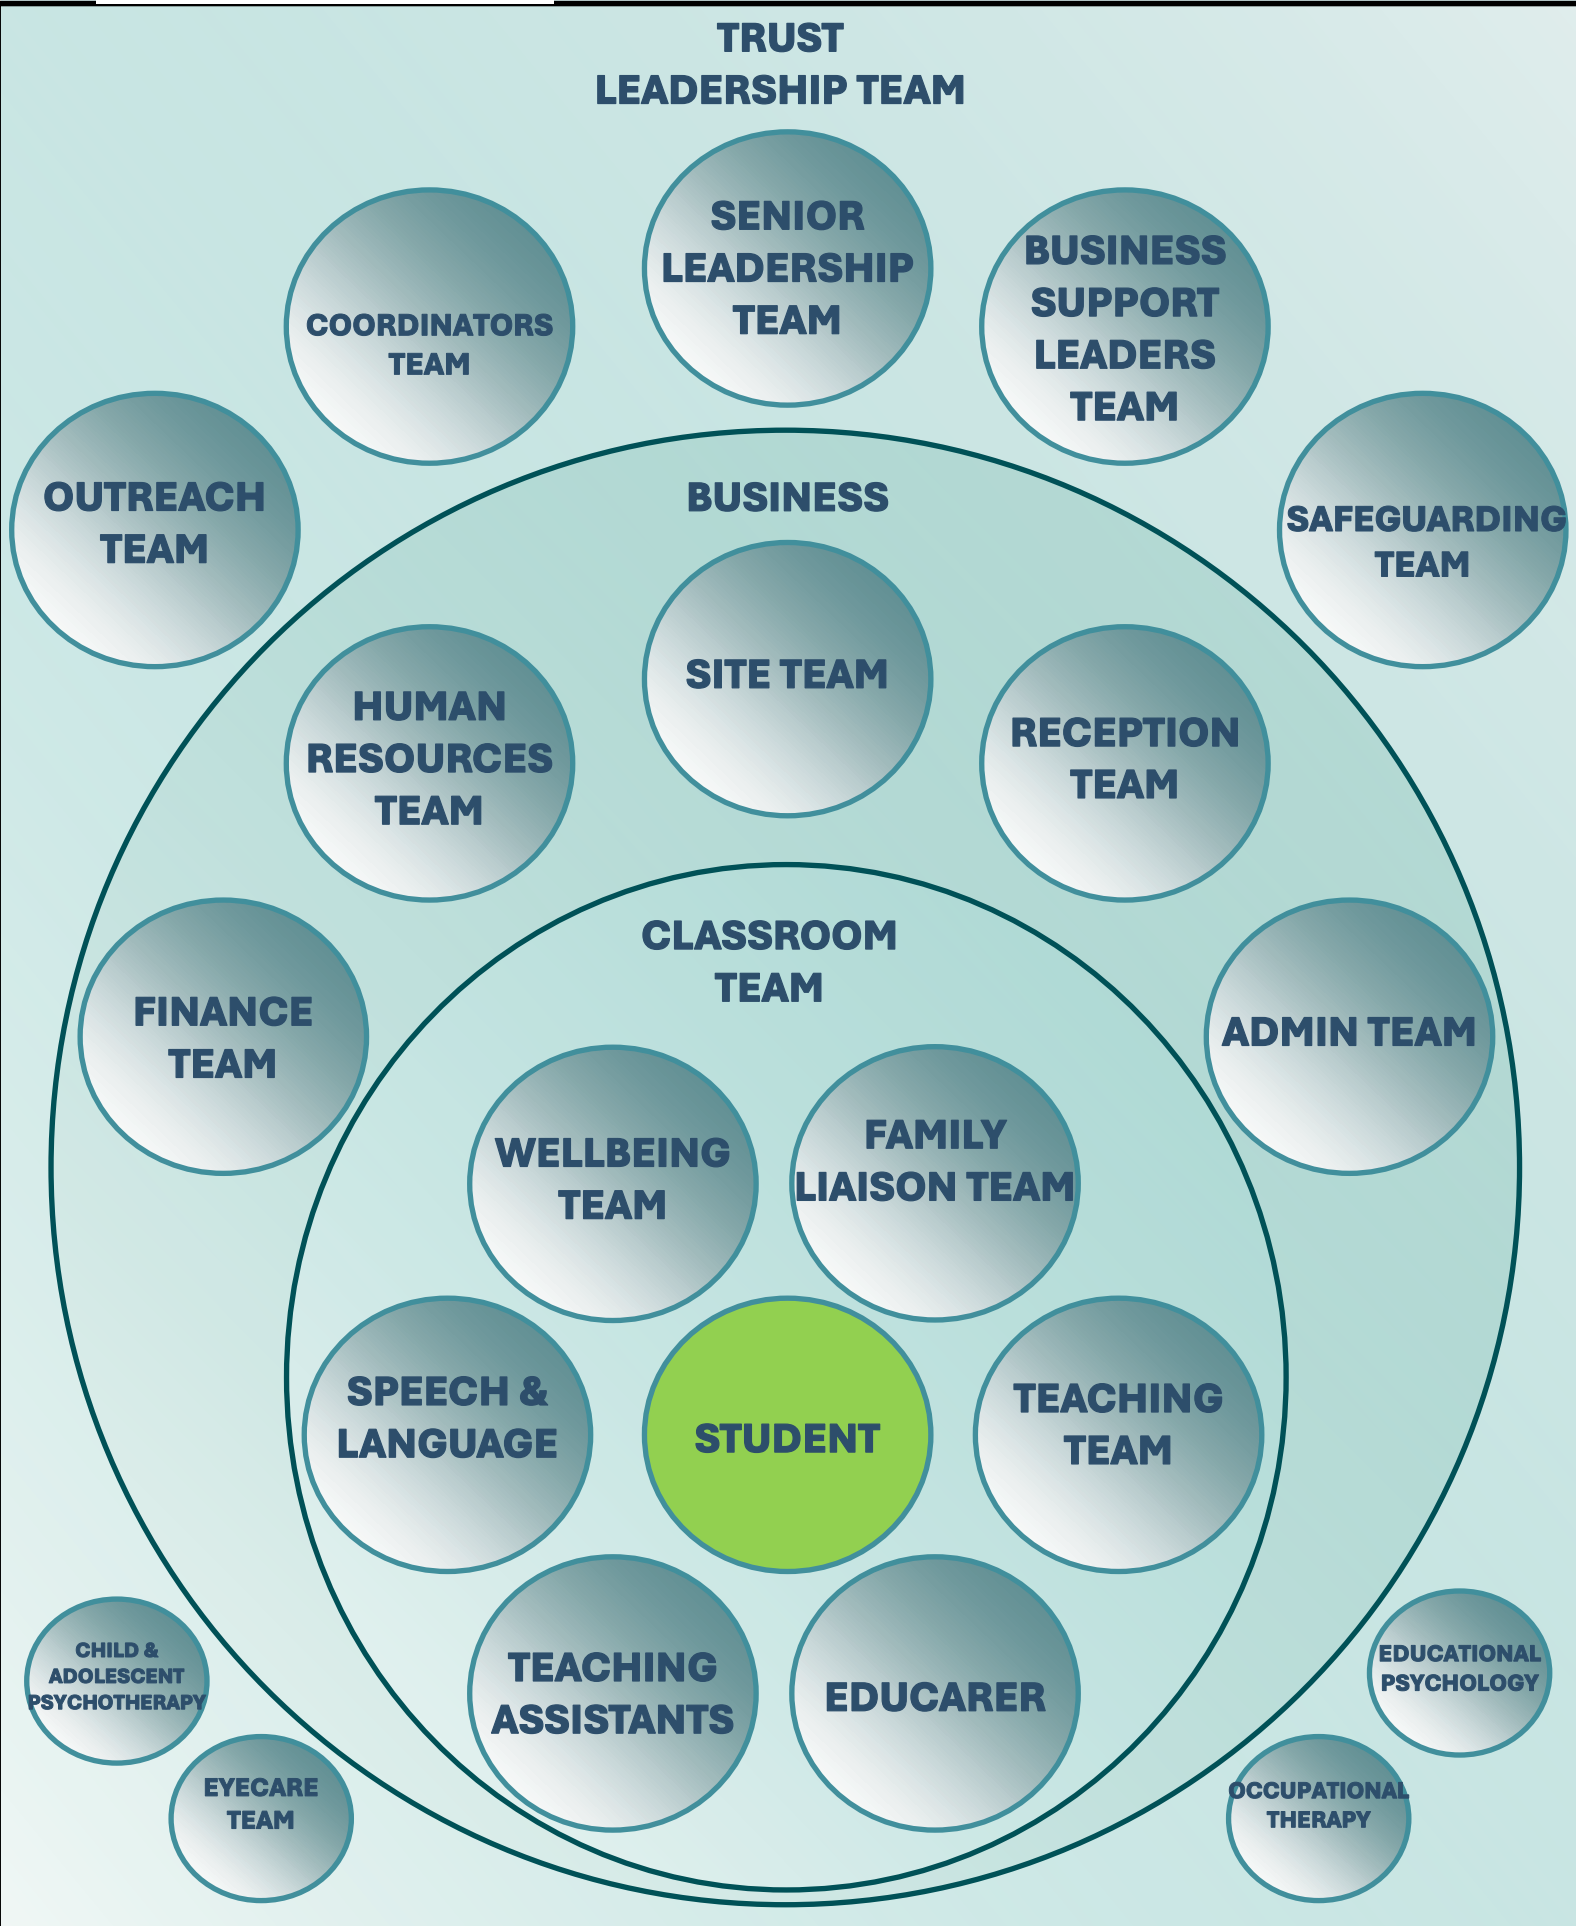 TRUST
LEADERSHIP TEAM
SENIOR
LEADERSHIP
TEAM
COORDINATORS
TEAM
BUSINESS
SUPPORT
LEADERS
TEAM
OUTREACH
TEAM
SAFEGUARDING
TEAM
BUSINESS
SITE TEAM
HUMAN
RESOURCES
TEAM
RECEPTION
TEAM
CLASSROOM
TEAM
FINANCE
TEAM
ADMIN TEAM
WELLBEING
TEAM
FAMILY
LIAISON TEAM
SPEECH &
LANGUAGE
STUDENT
TEACHING
TEAM
TEACHING
ASSISTANTS
EDUCARER
CHILD &
ADOLESCENT
PSYCHOTHERAPY
EDUCATIONAL
PSYCHOLOGY
EYECARE
TEAM
OCCUPATIONAL
THERAPY